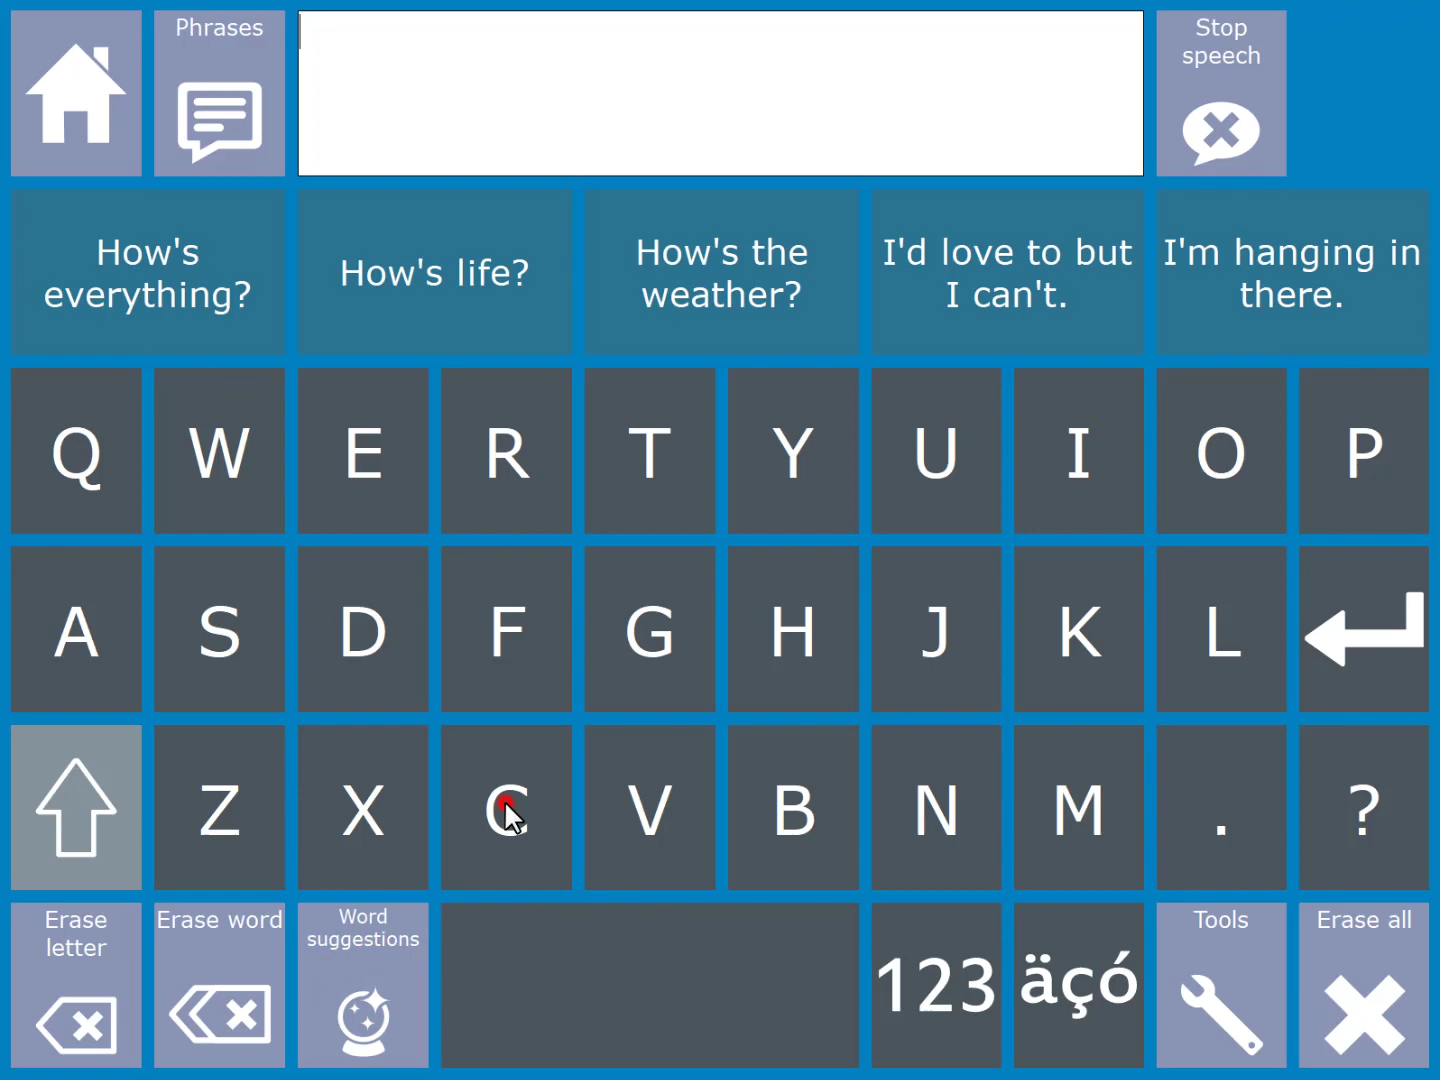 Phrases
Stop
speech
How's
everything?
How's life?
How's the
weather?
I'd love to but
I can't.
I'm hanging in
there.
Q W E R T Y U I O P
A S D F G H J K L
Z X C V B N M . ?
Erase
letter
Erase word
Word
suggestions
123
äçó
Tools
Erase all